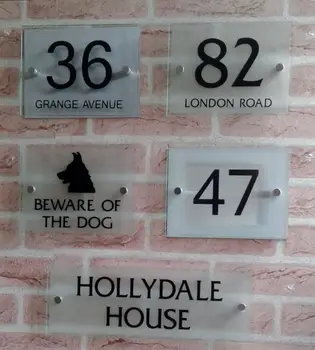 36
GRANGE AVENUE
82
LONDON ROAD
BEWARE OF
THE DOG
47
HOLLYDALE
HOUSE